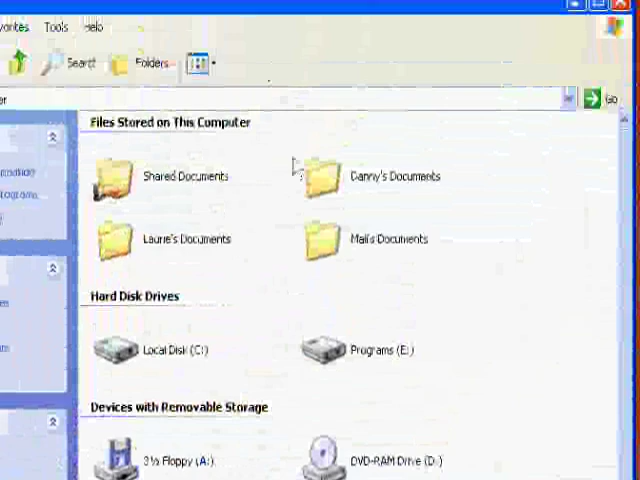 Tools Help
Search Folders
Go
Files Stored on This Computer
Shared Documents Danny's Documents
Laurie's Documents Mali's Documents
Hard Disk Drives
Local Disk (C:) Programs (E:)
Devices with Removable Storage
3½ Floppy (A:) DVD-RAM Drive (D:)